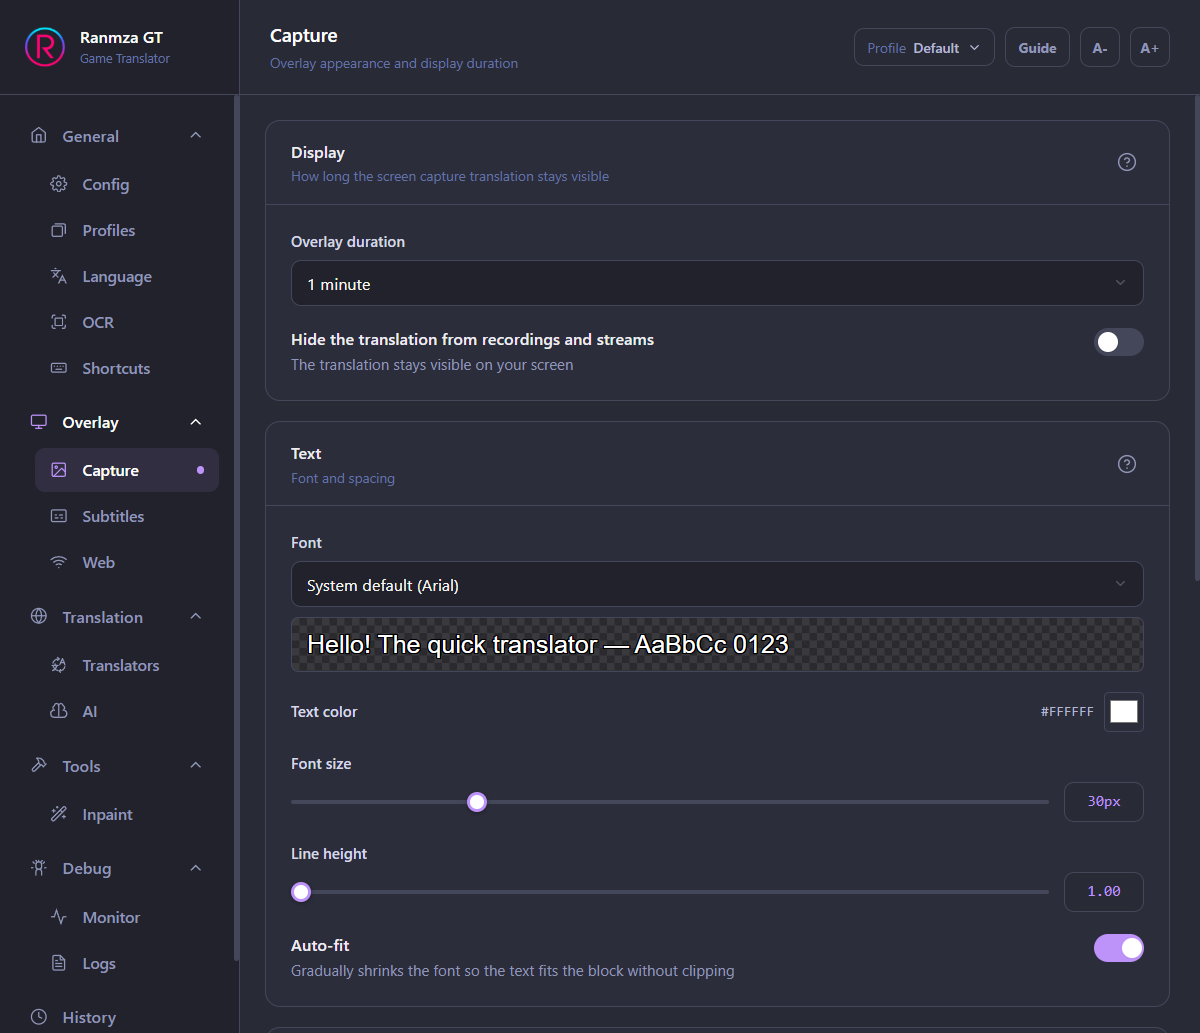 Ranmza GT
Game Translator
General
Config
Profiles
Language
OCR
Shortcuts
Overlay
Capture
Subtitles
Web
Translation
Translators
AI
Tools
Inpaint
Debug
Monitor
Logs
History
Capture
Overlay appearance and display duration
Profile Default
Guide
A-
A+
Display
How long the screen capture translation stays visible
Overlay duration
1 minute
Hide the translation from recordings and streams
The translation stays visible on your screen
Text
Font and spacing
Font
System default (Arial)
Hello! The quick translator — AaBbCc 0123
Text color
#FFFFFF
Font size
30px
Line height
1.00
Auto-fit
Gradually shrinks the font so the text fits the block without clipping